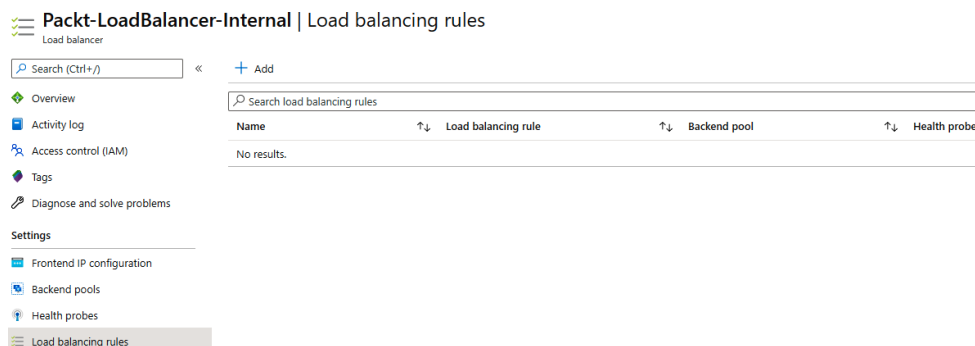 Packt-LoadBalancer-Internal | Load balancing rules
Load balancer
Search (Ctrl+/)
«
Overview
Activity log
Access control (IAM)
Tags
Diagnose and solve problems
Settings
Frontend IP configuration
Backend pools
Health probes
Load balancing rules
+ Add
Search load balancing rules
Name ↑↓ Load balancing rule ↑↓ Backend pool ↑↓ Health probe
No results.